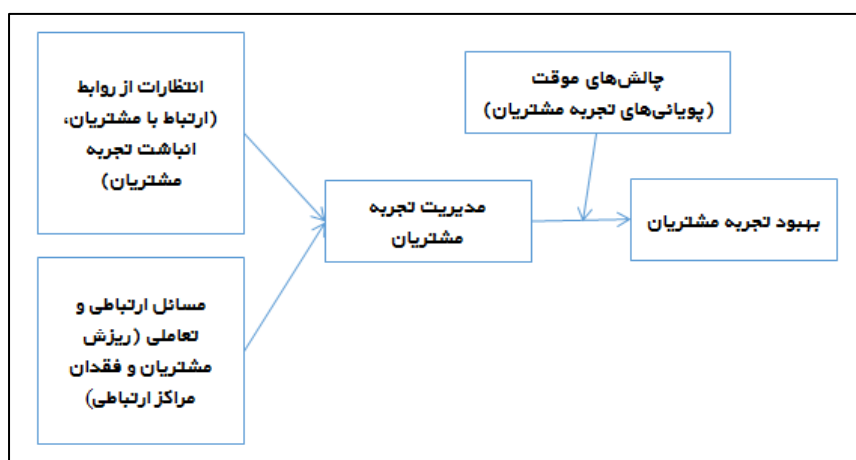 انتظارات از روابط
(ارتباط با مشتریان،
انباشت تجربه
مشتریان)
چالش‌های موقت
(پویائی‌های تجربه مشتریان)
مدیریت تجربه
مشتریان
بهبود تجربه مشتریان
مسائل ارتباطی و
تعاملی (ریزش
مشتریان و فقدان
مراکز ارتباطی)